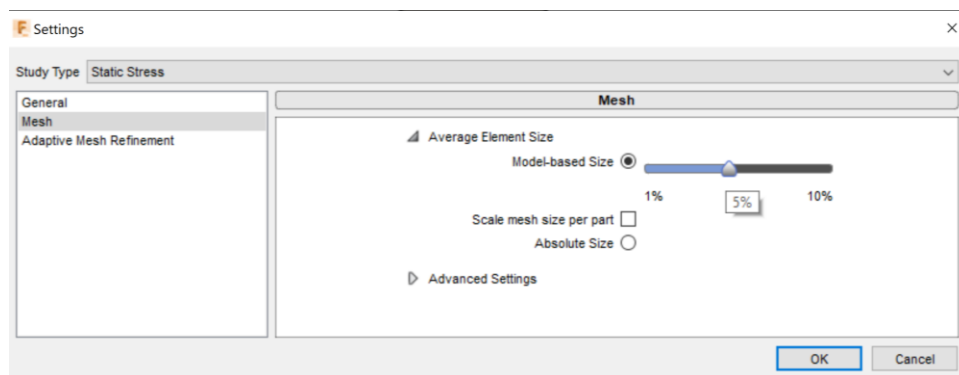 Settings
Study Type Static Stress
General
Mesh
Adaptive Mesh Refinement
Mesh
Average Element Size
Model-based Size
1% 5% 10%
Scale mesh size per part
Absolute Size
Advanced Settings
OK Cancel